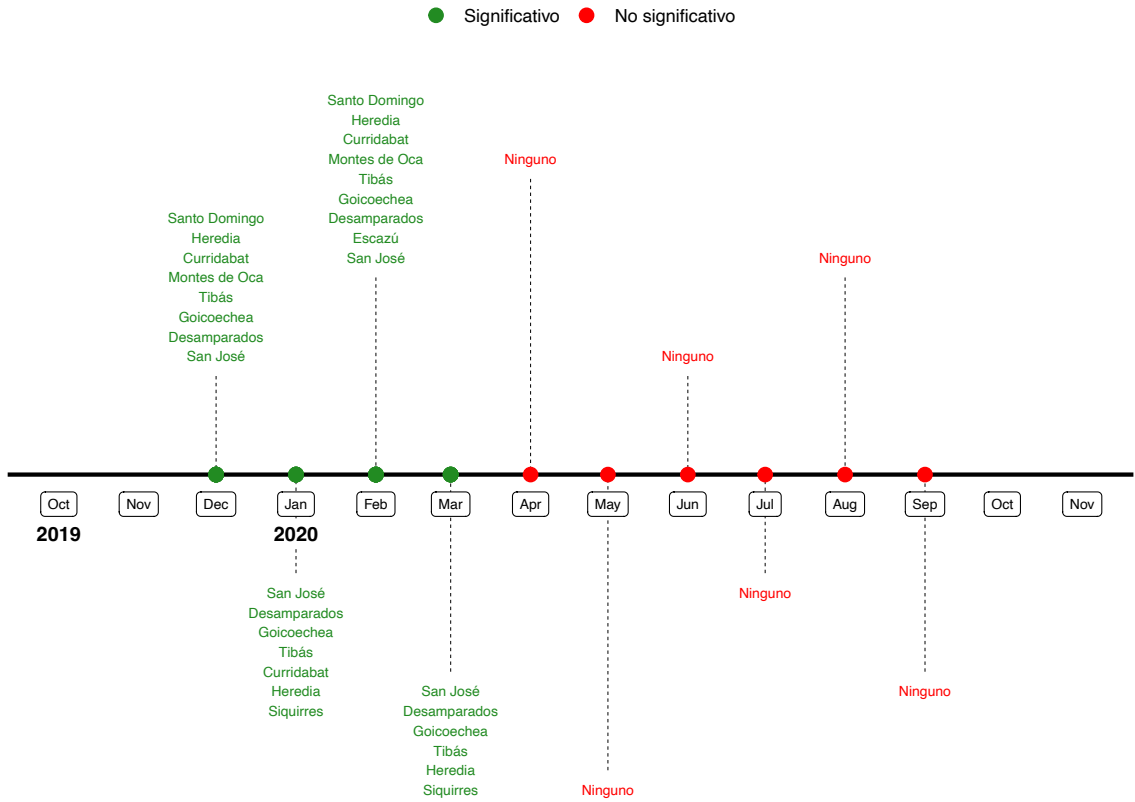 Significativo
No significativo
Santo Domingo
Heredia
Curridabat
Montes de Oca
Tibás
Goicoechea
Desamparados
San José
Santo Domingo
Heredia
Curridabat
Montes de Oca
Tibás
Goicoechea
Desamparados
Escazú
San José
Ninguno
Ninguno
Ninguno
Oct
Nov
Dec
Jan
Feb
Mar
Apr
May
Jun
Jul
Aug
Sep
Oct
Nov
2019
2020
San José
Desamparados
Goicoechea
Tibás
Curridabat
Heredia
Siquirres
San José
Desamparados
Goicoechea
Tibás
Heredia
Siquirres
Ninguno
Ninguno
Ninguno